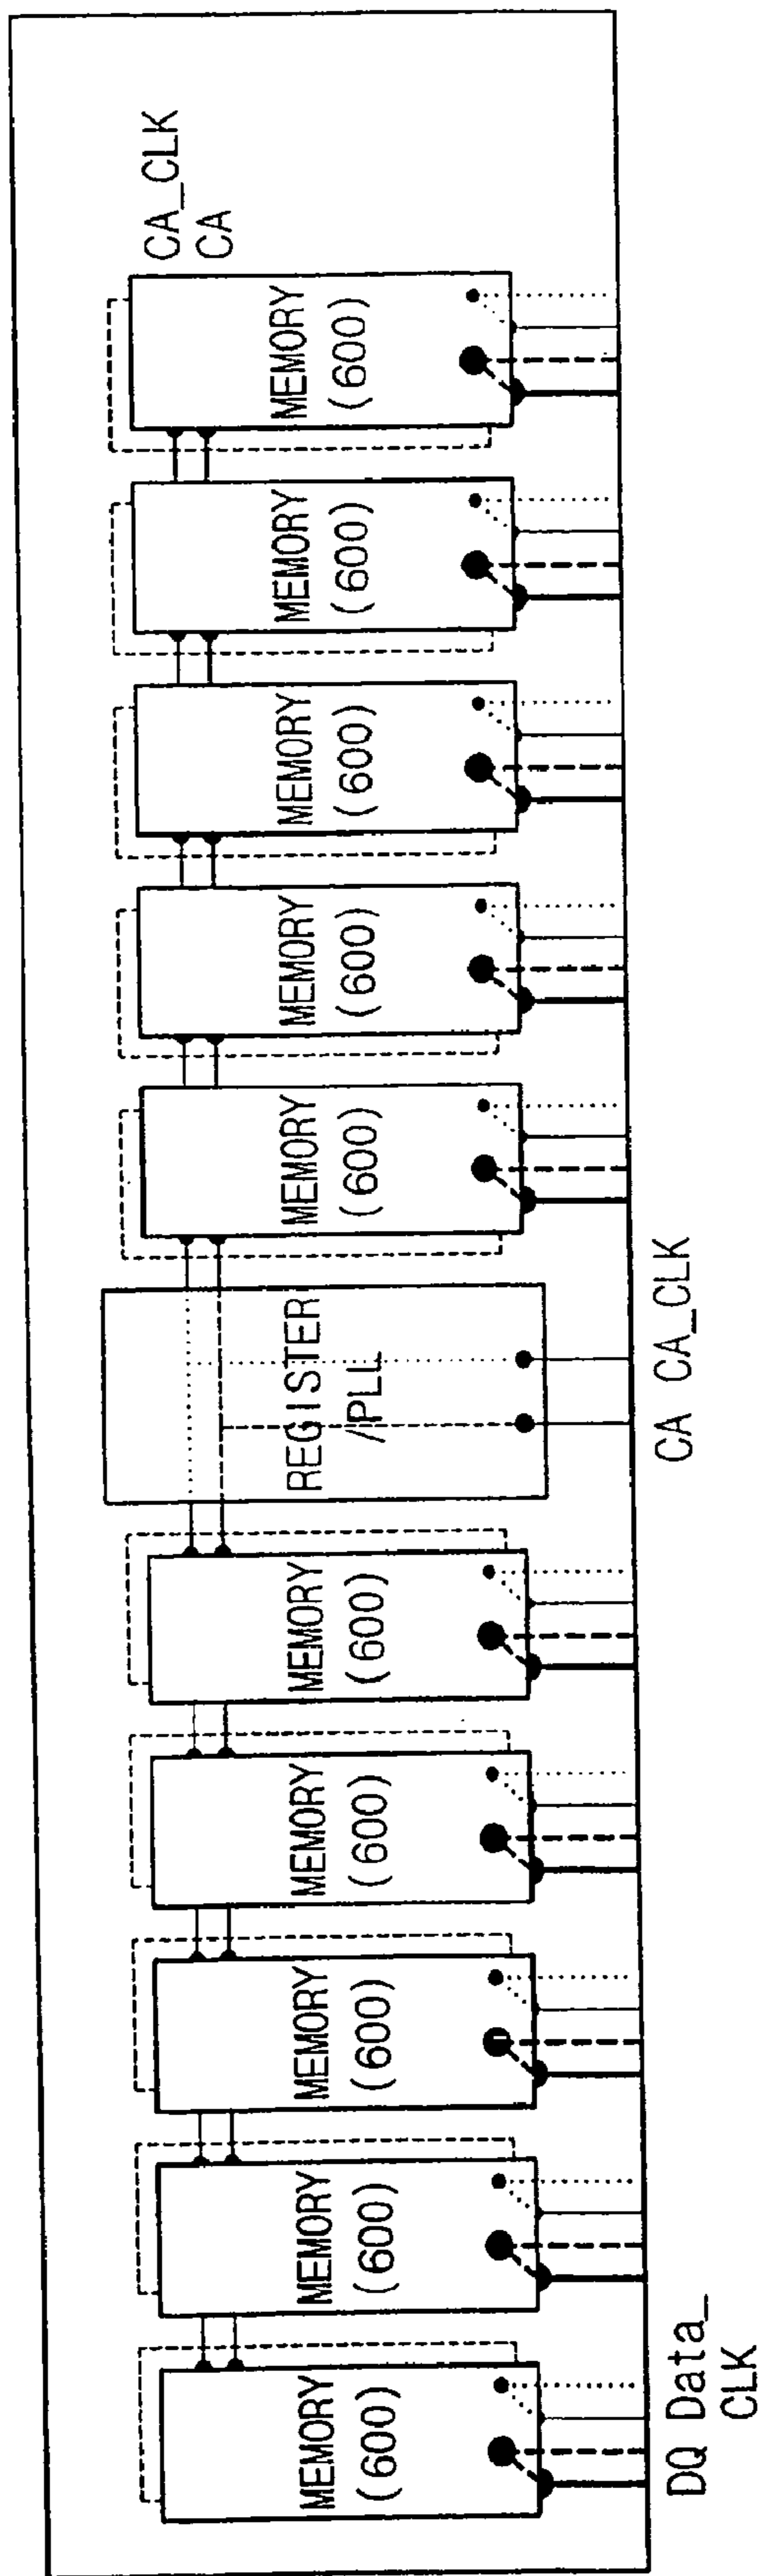 CA_CLK
CA
MEMORY
(600)
MEMORY
(600)
MEMORY
(600)
MEMORY
(600)
MEMORY
(600)
REGISTER
/PLL
MEMORY
(600)
MEMORY
(600)
MEMORY
(600)
MEMORY
(600)
MEMORY
(600)
DQ Data_
CLK
CA CA_CLK